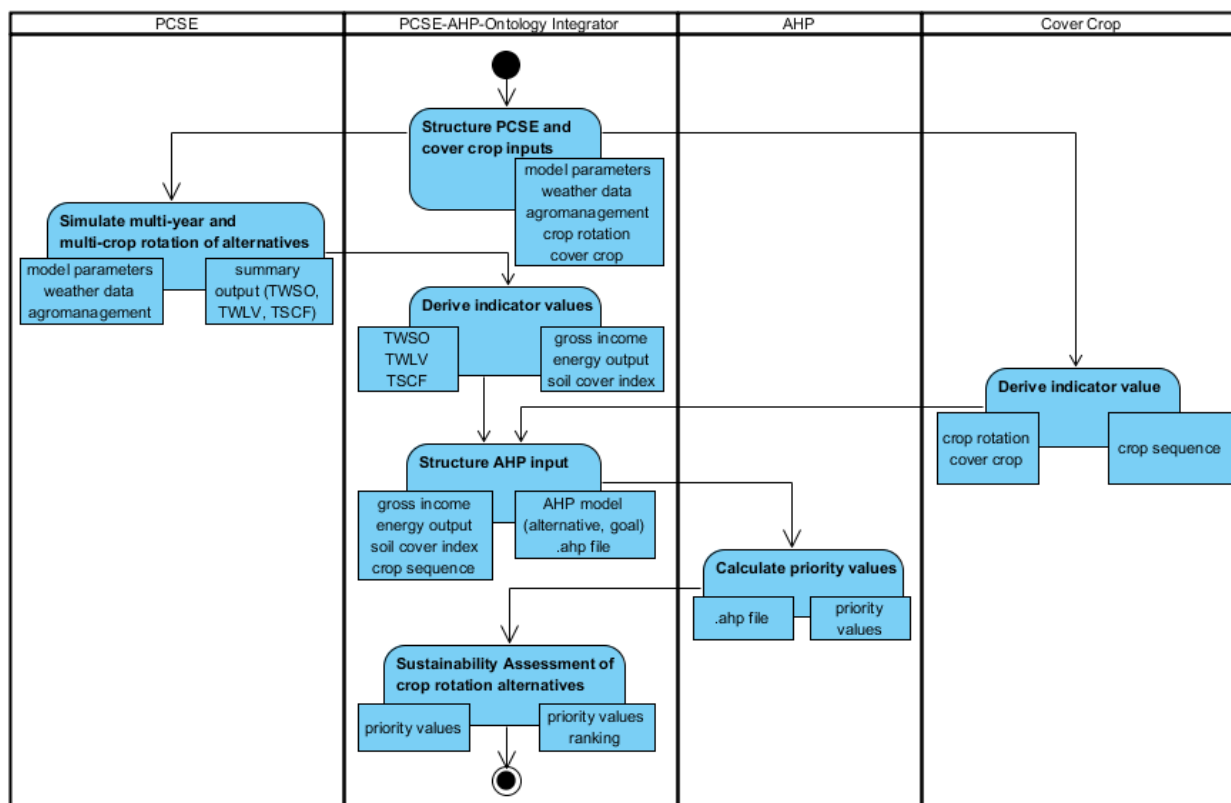 PCSE
PCSE-AHP-Ontology Integrator
AHP
Cover Crop
Structure PCSE and
cover crop inputs
model parameters
weather data
agromanagement
crop rotation
cover crop
Simulate multi-year and
multi-crop rotation of alternatives
model parameters
weather data
agromanagement
summary
output (TWSO,
TWLV, TSCF)
Derive indicator values
TWSO
TWLV
TSCF
gross income
energy output
soil cover index
Derive indicator value
crop rotation
cover crop
crop sequence
Structure AHP input
gross income
energy output
soil cover index
crop sequence
AHP model
(alternative, goal)
.ahp file
Calculate priority values
.ahp file
priority
values
Sustainability Assessment of
crop rotation alternatives
priority values
priority values
ranking